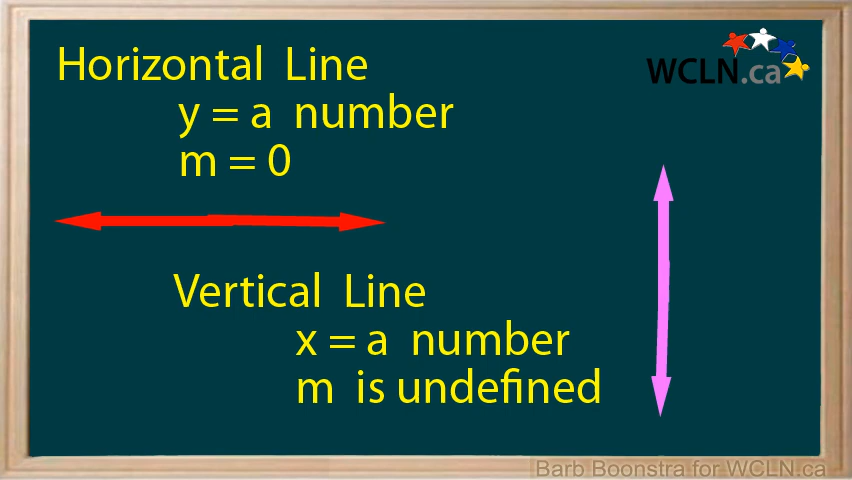 Horizontal Line
WCLN.ca
y = a number
m = 0
Vertical Line
x = a number
m is undefined
Barb Boonstra for WCLN.ca